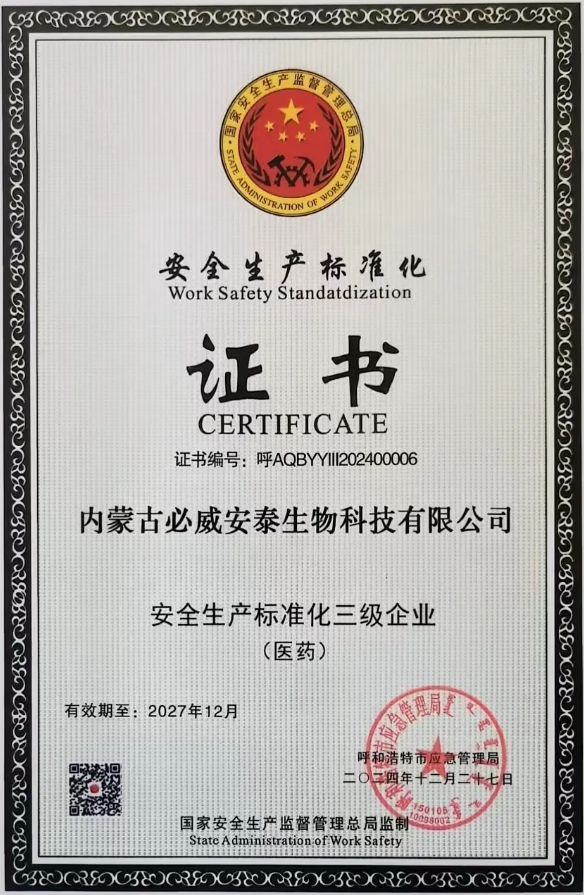 国家安全生产监督管理总局
STATE ADMINISTRATION OF WORK SAFETY
安全生产标准化
Work Safety Standatdization
证书
CERTIFICATE
证书编号：呼AQBYYIII202400006
内蒙古必威安泰生物科技有限公司
安全生产标准化三级企业
（医药）
有效期至：2027年12月
呼和浩特市应急管理局
二〇二四年十二月二十七日
国家安全生产监督管理总局监制
State Administration of Work Safety